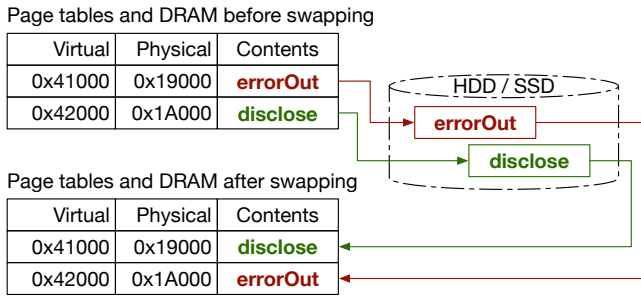 Page tables and DRAM before swapping
Virtual Physical Contents
0x41000 0x19000 errorOut
0x42000 0x1A000 disclose
HDD / SSD
errorOut
disclose
Page tables and DRAM after swapping
Virtual Physical Contents
0x41000 0x19000 disclose
0x42000 0x1A000 errorOut